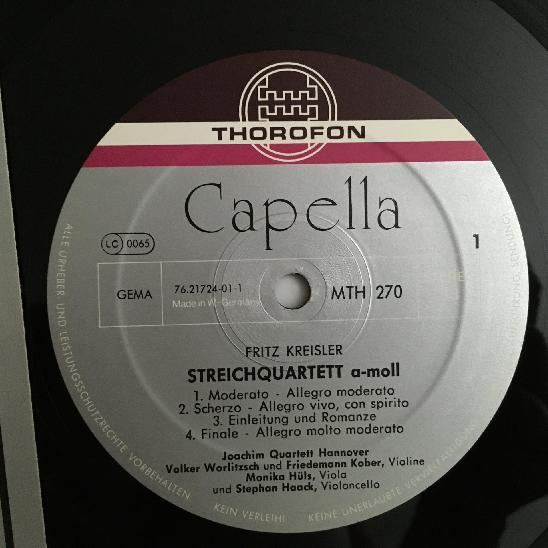 THOROFON
Capella
LC 0065
1
GEMA
76.21724-01-1
Made in W.-Germany
MTH 270
FRITZ KREISLER
STREICHQUARTETT a-moll
1. Moderato - Allegro moderato
2. Scherzo - Allegro vivo, con spirito
3. Einleitung und Romanze
4. Finale - Allegro molto moderato
Joachim Quartett Hannover
Volker Worlitzsch und Friedemann Kober, Violine
Monika Hüls, Viola
und Stephan Haack, Violoncello
ALLE URHEBER- UND LEISTUNGSSCHUTZRECHTE VORBEHALTEN
KEIN VERLEIH!
KEINE UNERLAUBTE VERVIELFÄLTIGUNG
SENDUNG!